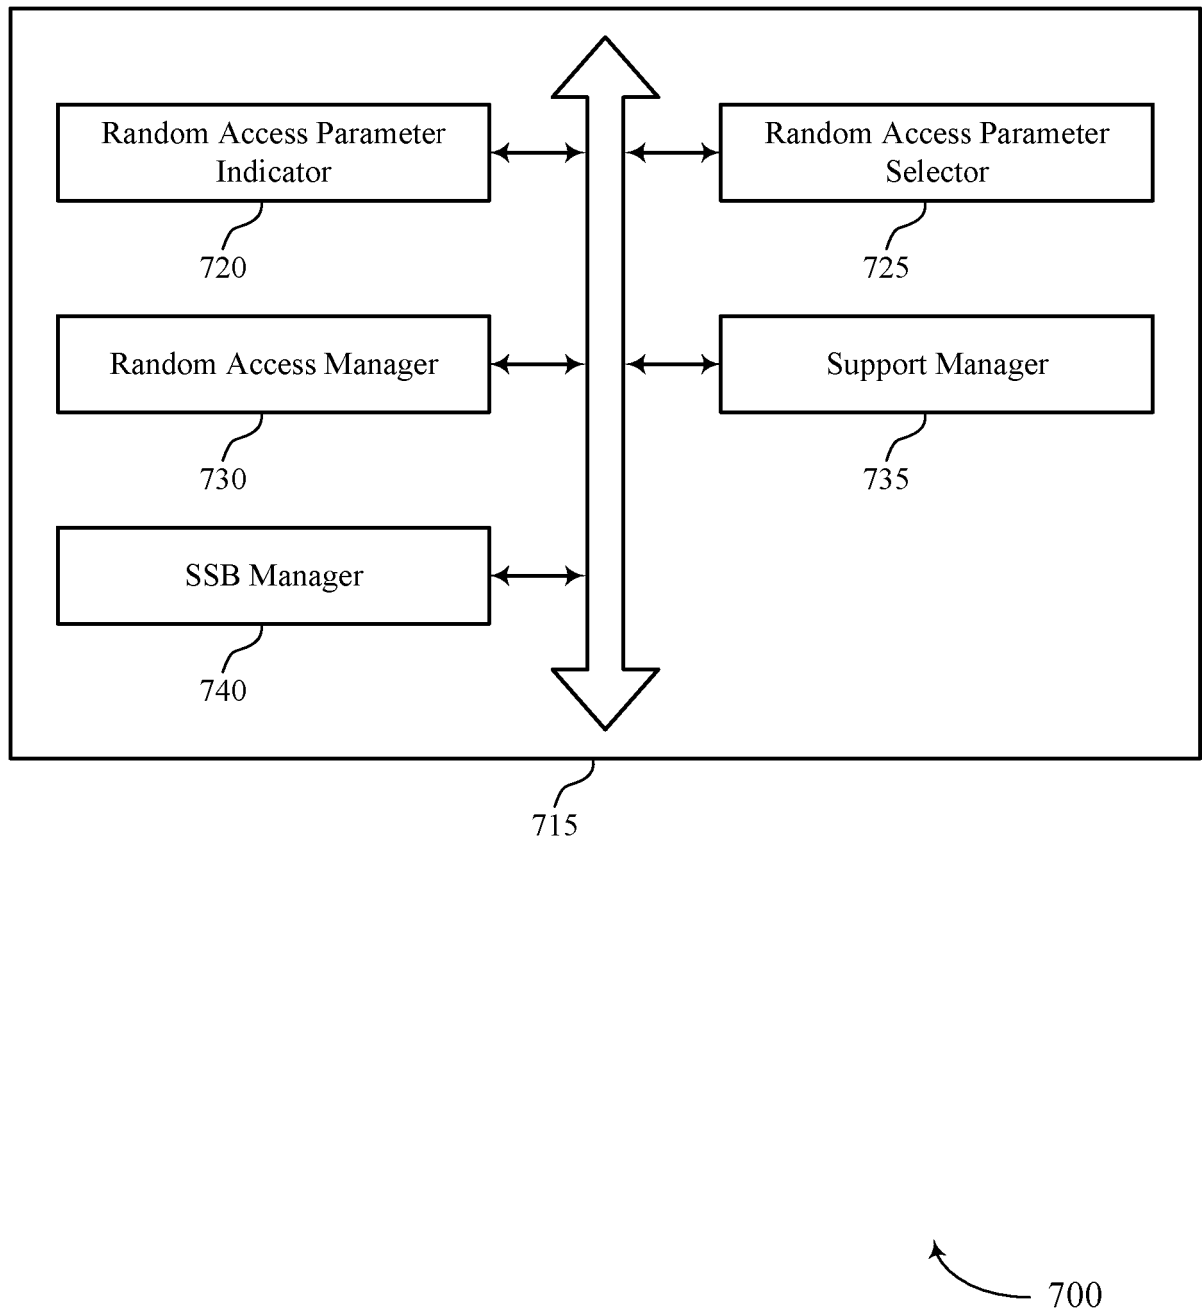 Random Access Parameter
Indicator
720
Random Access Parameter
Selector
725
Random Access Manager
730
Support Manager
735
SSB Manager
740
715
700